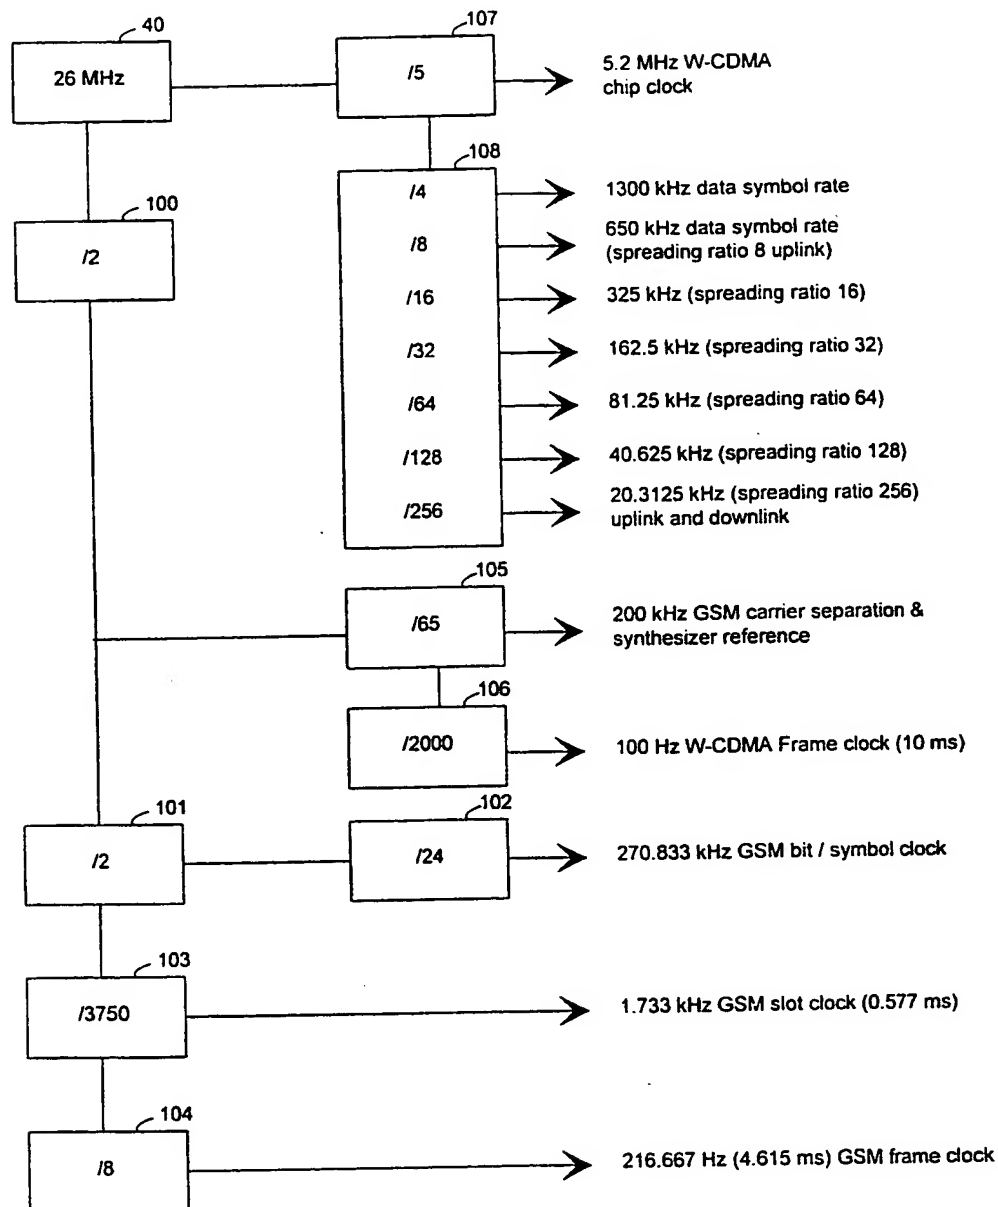 40
26 MHz
107
/5
5.2 MHz W-CDMA
chip clock
108
/4
1300 kHz data symbol rate
100
/2
/8
650 kHz data symbol rate
(spreading ratio 8 uplink)
/16
325 kHz (spreading ratio 16)
/32
162.5 kHz (spreading ratio 32)
/64
81.25 kHz (spreading ratio 64)
/128
40.625 kHz (spreading ratio 128)
/256
20.3125 kHz (spreading ratio 256)
uplink and downlink
105
/65
200 kHz GSM carrier separation &
synthesizer reference
106
/2000
100 Hz W-CDMA Frame clock (10 ms)
101
/2
102
/24
270.833 kHz GSM bit / symbol clock
103
/3750
1.733 kHz GSM slot clock (0.577 ms)
104
/8
216.667 Hz (4.615 ms) GSM frame clock